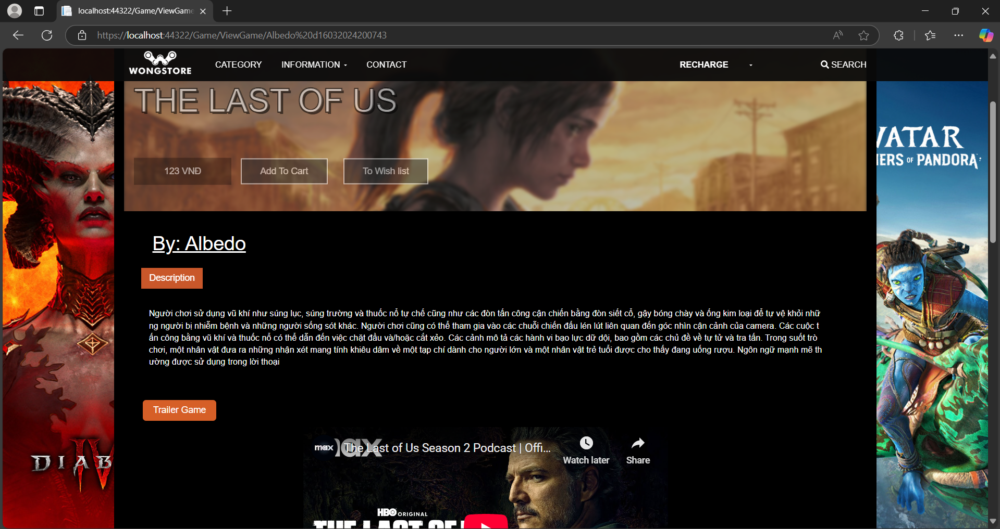 localhost:44322/Game/ViewGame
https://localhost:44322/Game/ViewGame/Albedo%20d16032024200743
WONGSTORE
CATEGORY
INFORMATION
CONTACT
RECHARGE
SEARCH
THE LAST OF US
123 VNĐ
Add To Cart
To Wish list
By: Albedo
Description
Người chơi sử dụng vũ khí như súng lục, súng trường và thuốc nổ tự chế cũng như các đòn tấn công cận chiến bằng đòn siết cổ, gậy bóng chày và ống kim loại để tự vệ khỏi nhữ
ng người bị nhiễm bệnh và những người sống sót khác. Người chơi cũng có thể tham gia vào các chuỗi chiến đấu lén lút liên quan đến góc nhìn cận cảnh của camera. Các cuộc t
ấn công bằng vũ khí và thuốc nổ có thể dẫn đến việc chặt đầu và/hoặc cắt xẻo. Các cảnh mô tả các hành vi bạo lực dữ dội, bao gồm các chủ đề về tự tử và tra tấn. Trong suốt trò
chơi, một nhân vật đưa ra những nhận xét mang tính khiêu dâm về một tạp chí dành cho người lớn và một nhân vật trẻ tuổi được cho thấy đang uống rượu. Ngôn ngữ mạnh mẽ th
ường được sử dụng trong lời thoại
Trailer Game
max
The Last of Us Season 2 Podcast | Offi...
Watch later
Share
HBO ORIGINAL
THE LAST OF
DIAB
IV
VATAR
IERS OF PANDORA